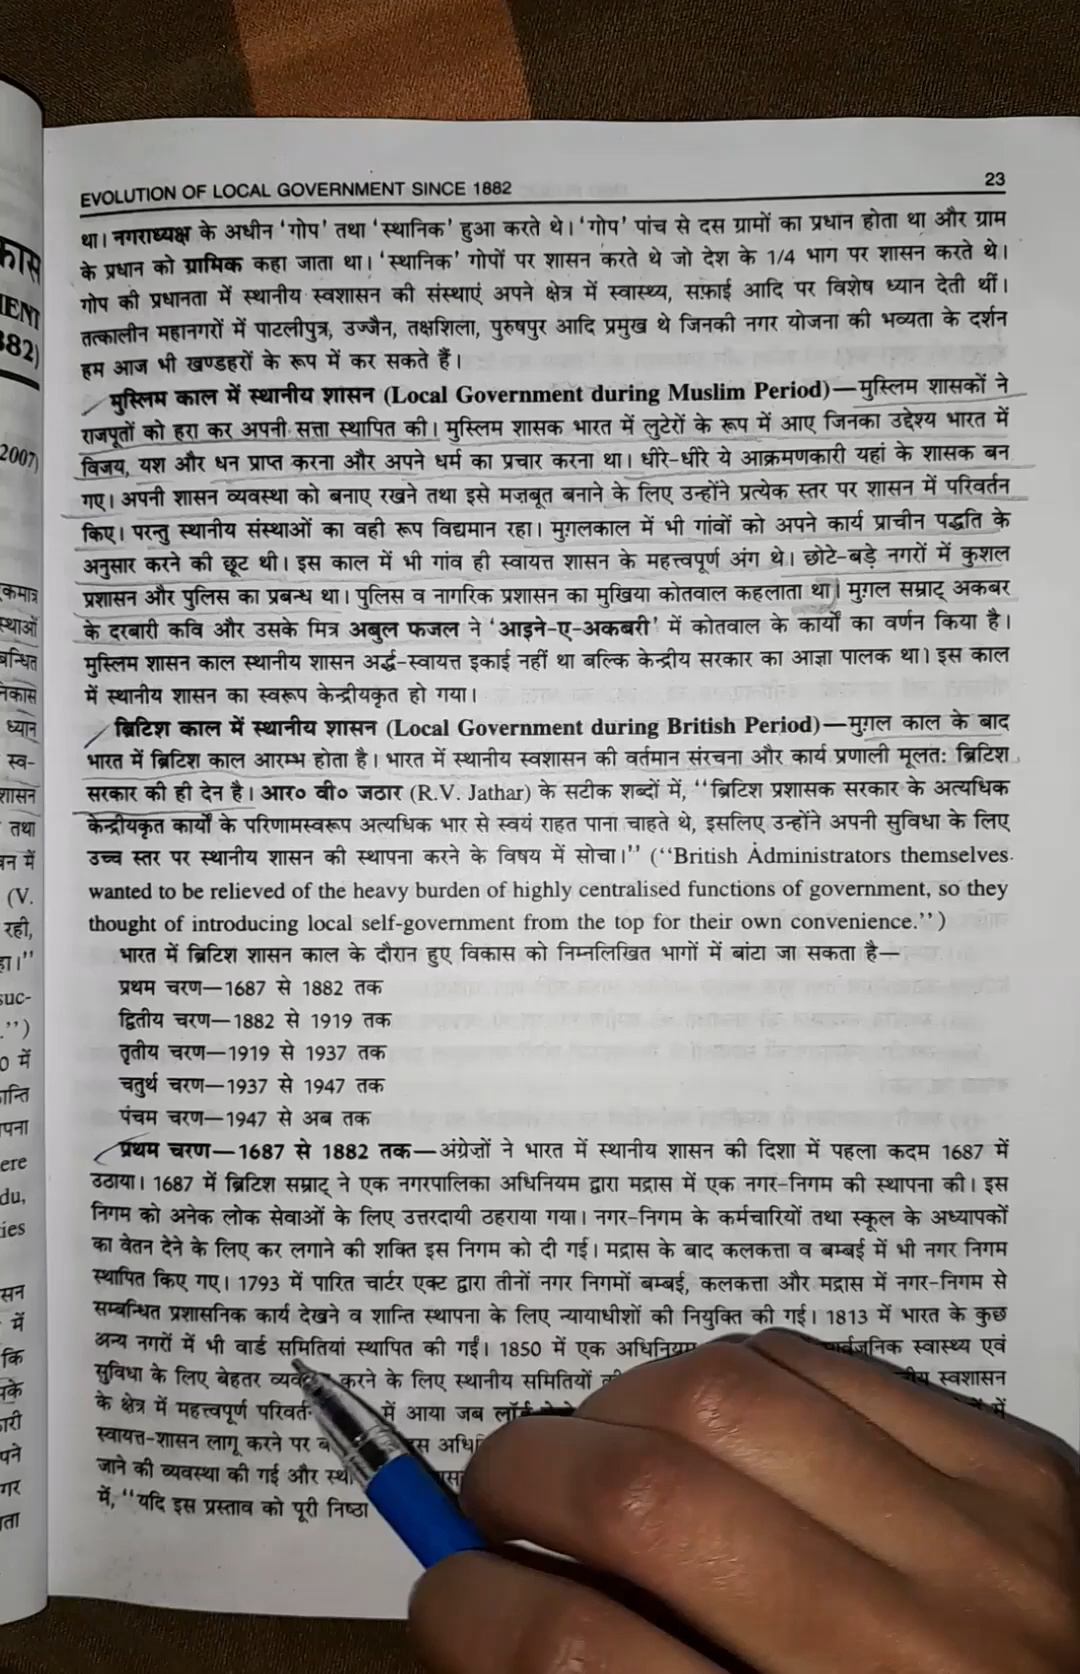 EVOLUTION OF LOCAL GOVERNMENT SINCE 1882 23
था। नगराध्यक्ष के अधीन ‘गोप’ तथा ‘स्थानिक’ हुआ करते थे। ‘गोप’ पांच से दस ग्रामों का प्रधान होता था और ग्राम
के प्रधान को ग्रामिक कहा जाता था। ‘स्थानिक’ गोपों पर शासन करते थे जो देश के 1/4 भाग पर शासन करते थे।
गोप की प्रधानता में स्थानीय स्वशासन की संस्थाएं अपने क्षेत्र में स्वास्थ्य, सफ़ाई आदि पर विशेष ध्यान देती थीं।
तत्कालीन महानगरों में पाटलीपुत्र, उज्जैन, तक्षशिला, पुरुषपुर आदि प्रमुख थे जिनकी नगर योजना की भव्यता के दर्शन
हम आज भी खण्डहरों के रूप में कर सकते हैं।
मुस्लिम काल में स्थानीय शासन (Local Government during Muslim Period)—मुस्लिम शासकों ने
राजपूतों को हरा कर अपनी सत्ता स्थापित की। मुस्लिम शासक भारत में लुटेरों के रूप में आए जिनका उद्देश्य भारत में
विजय, यश और धन प्राप्त करना और अपने धर्म का प्रचार करना था। धीरे-धीरे ये आक्रमणकारी यहां के शासक बन
गए। अपनी शासन व्यवस्था को बनाए रखने तथा इसे मज़बूत बनाने के लिए उन्होंने प्रत्येक स्तर पर शासन में परिवर्तन
किए। परन्तु स्थानीय संस्थाओं का वही रूप विद्यमान रहा। मुग़लकाल में भी गांवों को अपने कार्य प्राचीन पद्धति के
अनुसार करने की छूट थी। इस काल में भी गांव ही स्वायत्त शासन के महत्त्वपूर्ण अंग थे। छोटे-बड़े नगरों में कुशल
प्रशासन और पुलिस का प्रबन्ध था। पुलिस व नागरिक प्रशासन का मुखिया कोतवाल कहलाता था। मुग़ल सम्राट् अकबर
के दरबारी कवि और उसके मित्र अबुल फजल ने ‘आइने-ए-अकबरी’ में कोतवाल के कार्यों का वर्णन किया है।
मुस्लिम शासन काल स्थानीय शासन अर्द्ध-स्वायत्त इकाई नहीं था बल्कि केन्द्रीय सरकार का आज्ञा पालक था। इस काल
में स्थानीय शासन का स्वरूप केन्द्रीयकृत हो गया।
ब्रिटिश काल में स्थानीय शासन (Local Government during British Period)—मुग़ल काल के बाद
भारत में ब्रिटिश काल आरम्भ होता है। भारत में स्थानीय स्वशासन की वर्तमान संरचना और कार्य प्रणाली मूलतः ब्रिटिश
सरकार की ही देन है। आर० वी० जठार (R.V. Jathar) के सटीक शब्दों में, “ब्रिटिश प्रशासक सरकार के अत्यधिक
केन्द्रीयकृत कार्यों के परिणामस्वरूप अत्यधिक भार से स्वयं राहत पाना चाहते थे, इसलिए उन्होंने अपनी सुविधा के लिए
उच्च स्तर पर स्थानीय शासन की स्थापना करने के विषय में सोचा।” (“British Administrators themselves
wanted to be relieved of the heavy burden of highly centralised functions of government, so they
thought of introducing local self-government from the top for their own convenience.”)
भारत में ब्रिटिश शासन काल के दौरान हुए विकास को निम्नलिखित भागों में बांटा जा सकता है—
प्रथम चरण—1687 से 1882 तक
द्वितीय चरण—1882 से 1919 तक
तृतीय चरण—1919 से 1937 तक
चतुर्थ चरण—1937 से 1947 तक
पंचम चरण—1947 से अब तक
प्रथम चरण—1687 से 1882 तक—अंग्रेज़ों ने भारत में स्थानीय शासन की दिशा में पहला कदम 1687 में
उठाया। 1687 में ब्रिटिश सम्राट् ने एक नगरपालिका अधिनियम द्वारा मद्रास में एक नगर-निगम की स्थापना की। इस
निगम को अनेक लोक सेवाओं के लिए उत्तरदायी ठहराया गया। नगर-निगम के कर्मचारियों तथा स्कूल के अध्यापकों
का वेतन देने के लिए कर लगाने की शक्ति इस निगम को दी गई। मद्रास के बाद कलकत्ता व बम्बई में भी नगर निगम
स्थापित किए गए। 1793 में पारित चार्टर एक्ट द्वारा तीनों नगर निगमों बम्बई, कलकत्ता और मद्रास में नगर-निगम से
सम्बन्धित प्रशासनिक कार्य देखने व शान्ति स्थापना के लिए न्यायाधीशों की नियुक्ति की गई। 1813 में भारत के कुछ
अन्य नगरों में भी वार्ड समितियां स्थापित की गईं। 1850 में एक स्वास्थ्य एवं
सुविधा के लिए बेहतर करने के लिए स्थानीय समितियों स्वशासन
के क्षेत्र में महत्त्वपूर्ण में आया जब में
स्वायत्त-शासन लागू करने पर
जाने की व्यवस्था की गई और
में, “यदि इस प्रस्ताव को पूरी निष्ठा